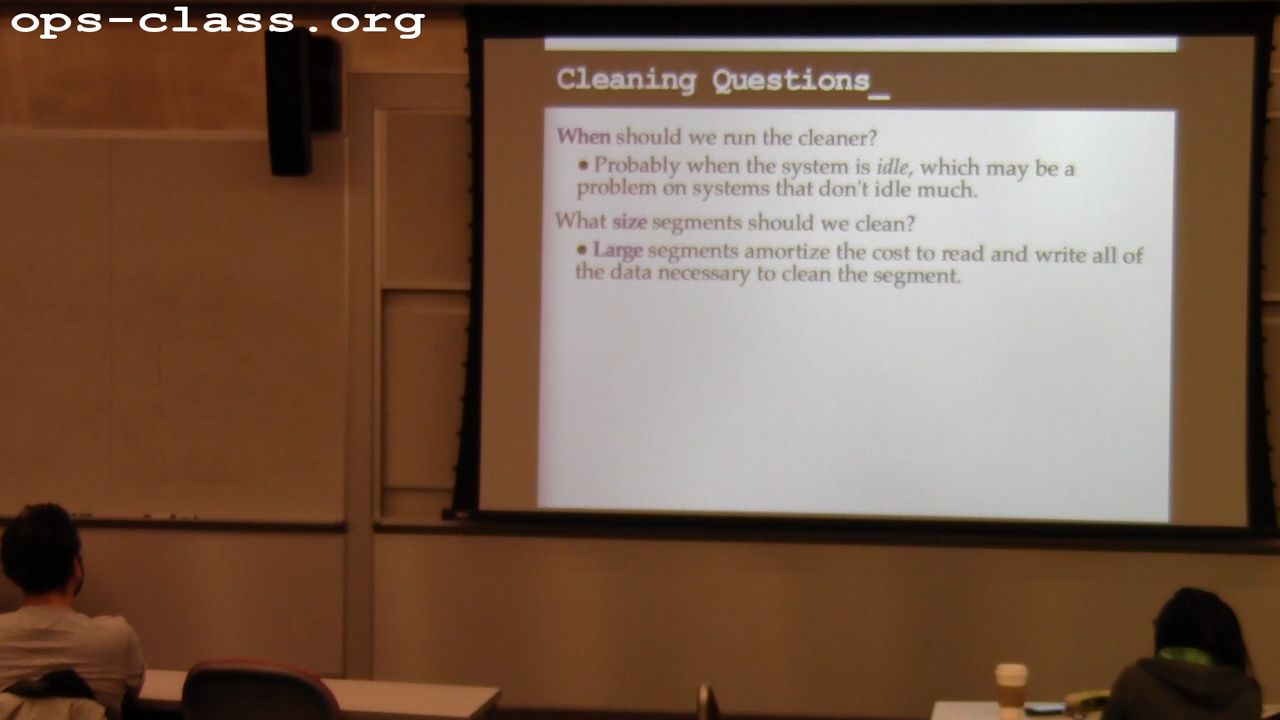 ops-class.org
Cleaning Questions_
When should we run the cleaner?
• Probably when the system is idle, which may be a
problem on systems that don't idle much.
What size segments should we clean?
• Large segments amortize the cost to read and write all of
the data necessary to clean the segment.